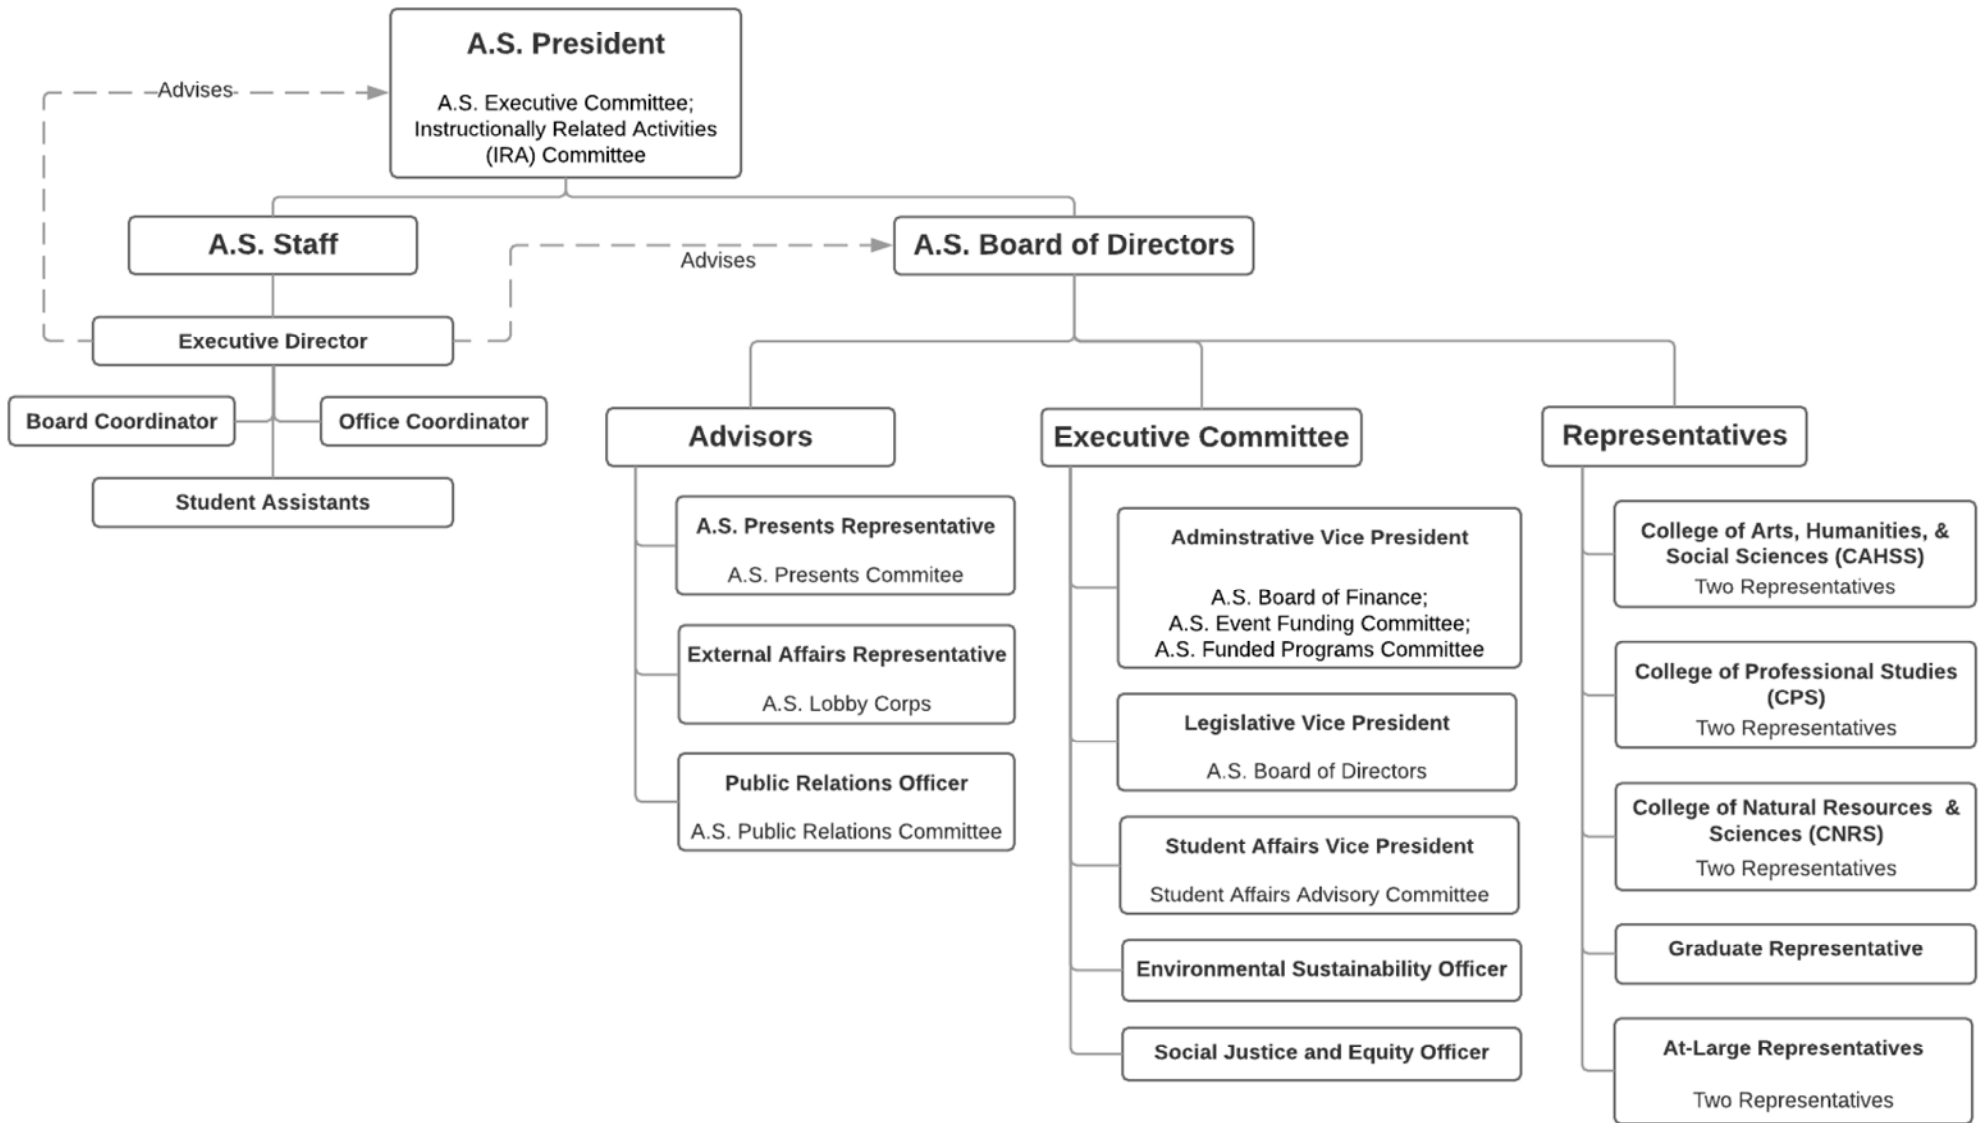 A.S. President
A.S. Executive Committee;
Instructionally Related Activities
(IRA) Committee
Advises
A.S. Staff
Advises
A.S. Board of Directors
Executive Director
Board Coordinator
Office Coordinator
Student Assistants
Advisors
A.S. Presents Representative
A.S. Presents Commitee
External Affairs Representative
A.S. Lobby Corps
Public Relations Officer
A.S. Public Relations Committee
Executive Committee
Adminstrative Vice President
A.S. Board of Finance;
A.S. Event Funding Committee;
A.S. Funded Programs Committee
Legislative Vice President
A.S. Board of Directors
Student Affairs Vice President
Student Affairs Advisory Committee
Environmental Sustainability Officer
Social Justice and Equity Officer
Representatives
College of Arts, Humanities, &
Social Sciences (CAHSS)
Two Representatives
College of Professional Studies
(CPS)
Two Representatives
College of Natural Resources &
Sciences (CNRS)
Two Representatives
Graduate Representative
At-Large Representatives
Two Representatives